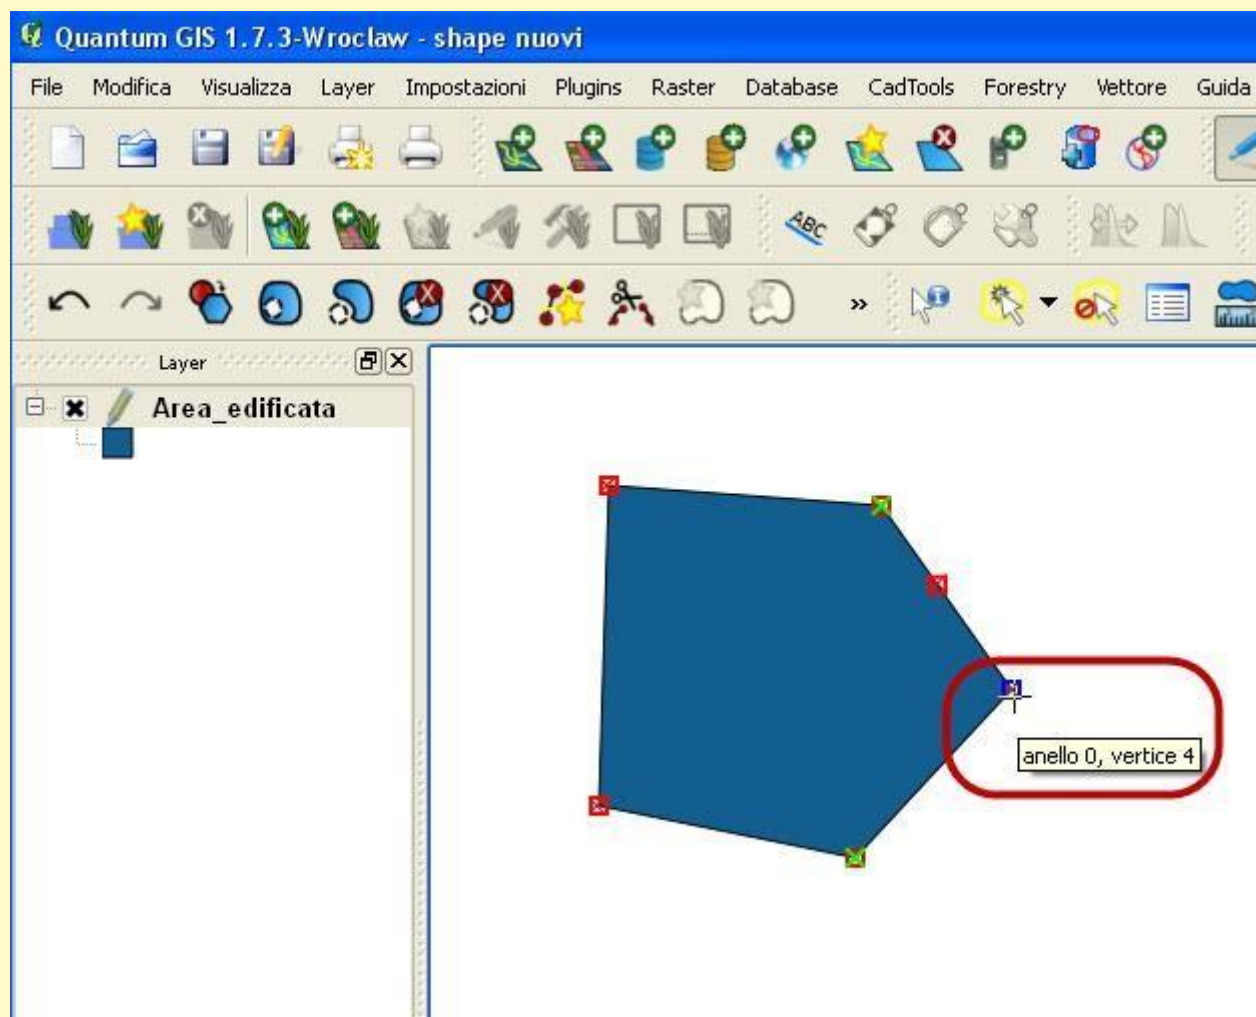 Quantum GIS 1.7.3-Wroclaw - shape nuovi
File Modifica Visualizza Layer Impostazioni Plugins Raster Database CadTools Forestry Vettore Guida
ABC
»
Layer
Area_edificata
anello 0, vertice 4